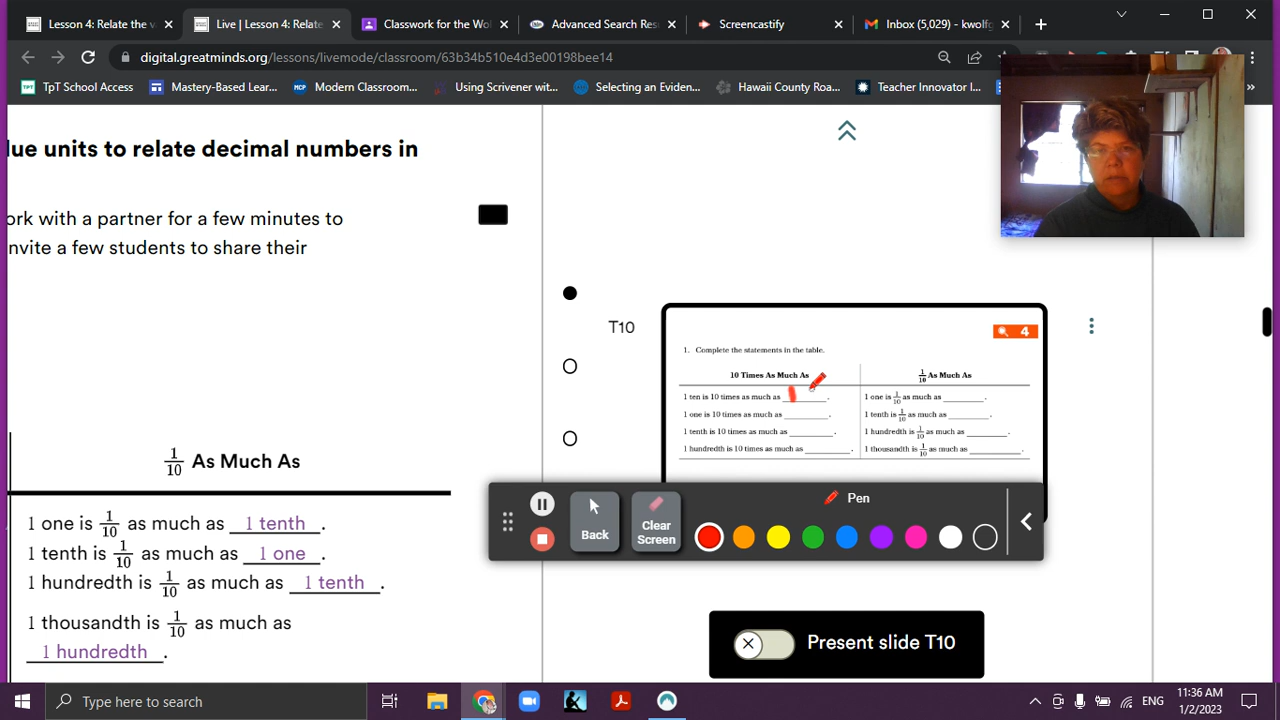 Lesson 4: Relate the v
Live | Lesson 4: Relate
Classwork for the Wo
Advanced Search Res
Screencastify
Inbox (5,029) - kwolfg
digital.greatminds.org/lessons/livemode/classroom/63b34b510e4d3e00198bee14
TPT
TpT School Access
Mastery-Based Lear...
MCP
Modern Classroom...
Using Scrivener wit...
Selecting an Eviden...
Hawaii County Roa...
Teacher Innovator I...
»
lue units to relate decimal numbers in
ork with a partner for a few minutes to
nvite a few students to share their
1/10 As Much As
1 one is 1/10 as much as 1 tenth.
1 tenth is 1/10 as much as 1 one.
1 hundredth is 1/10 as much as 1 tenth.
1 thousandth is 1/10 as much as
1 hundredth.
T10
4
1. Complete the statements in the table.
10 Times As Much As
1/10 As Much As
1 ten is 10 times as much as ________.
1 one is 1/10 as much as ________.
1 one is 10 times as much as ________.
1 tenth is 1/10 as much as ________.
1 tenth is 10 times as much as ________.
1 hundredth is 1/10 as much as ________.
1 hundredth is 10 times as much as ________.
1 thousandth is 1/10 as much as ________.
Back
Clear
Screen
Pen
Present slide T10
Type here to search
ENG
11:36 AM
1/2/2023